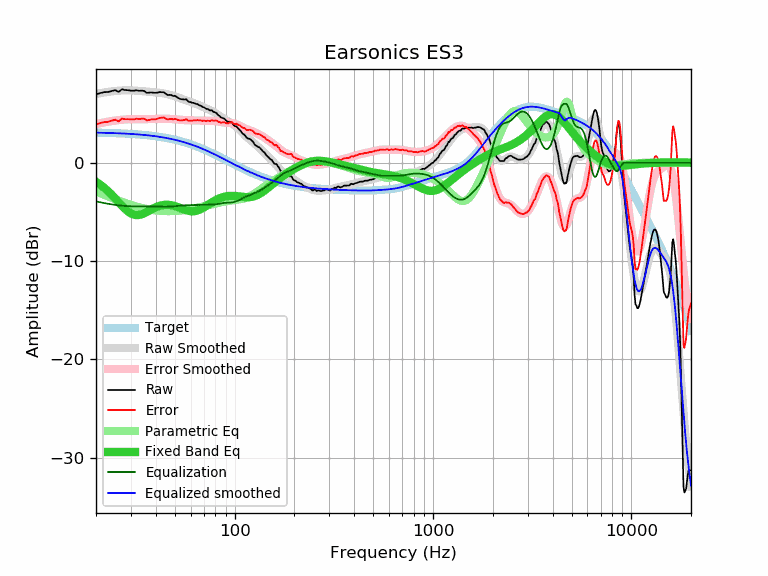 Earsonics ES3
Amplitude (dBr)
0
−10
−20
−30
Target
Raw Smoothed
Error Smoothed
Raw
Error
Parametric Eq
Fixed Band Eq
Equalization
Equalized smoothed
100
1000
10000
Frequency (Hz)